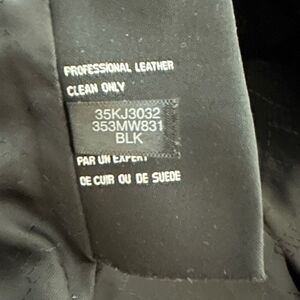 PROFESSIONAL LEATHER
CLEAN ONLY
35KJ3032
353MW831
BLK
PAR UN EXPERT
DE CUIR OU DE SUEDE